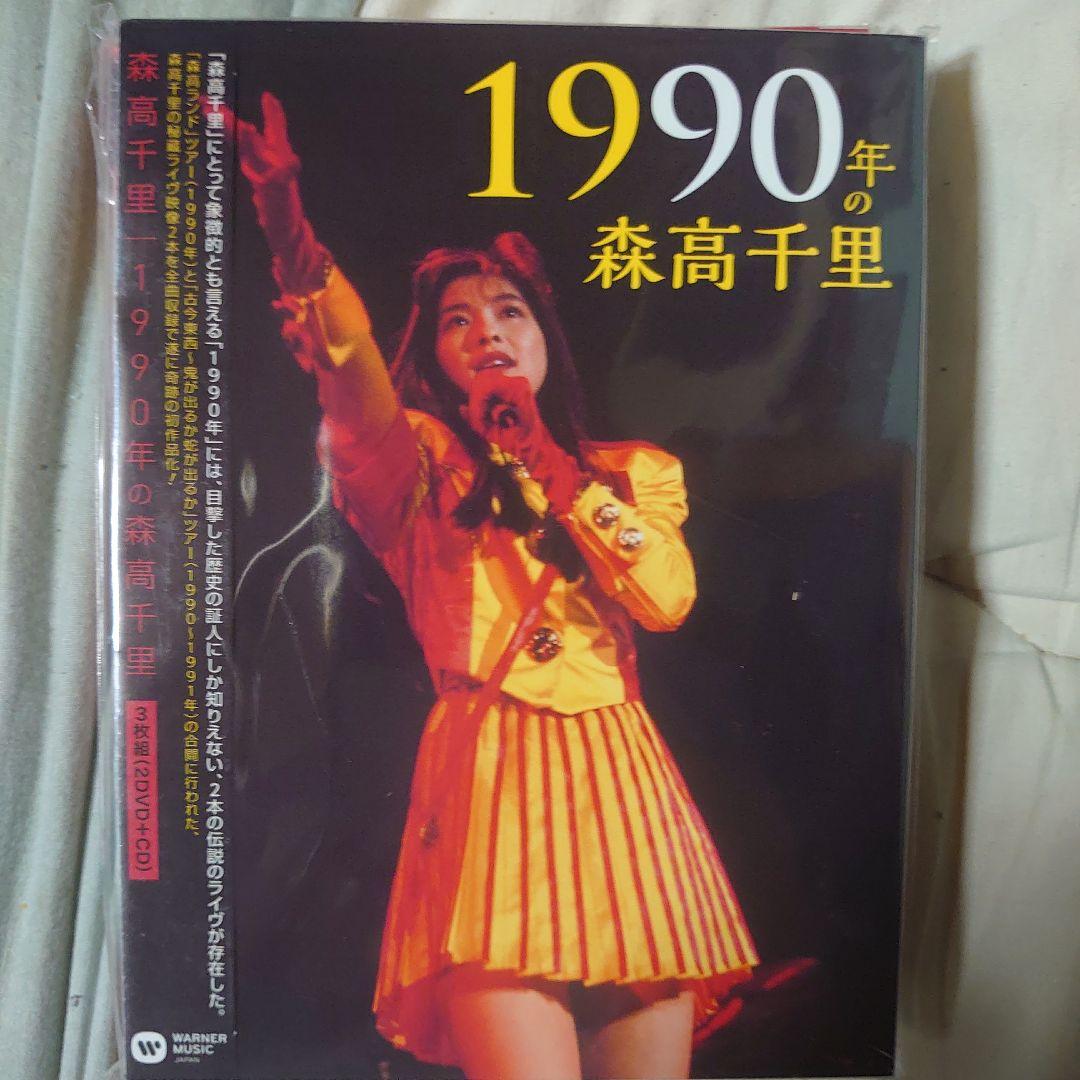 1990年の
森高千里
「森高千里」にとって象徴的とも言える「1990年」には、目撃した歴史の証人にしか知りえない、2本の伝説のライヴが存在した。
「森高ランド」ツアー(1990年)と「古今東西～鬼が出るか蛇が出るか」ツアー(1990～1991年)の合間に行われた、
森高千里の秘蔵ライヴ映像2本を全曲収録で遂に奇跡の初作品化！
森高千里｜1990年の森高千里
3枚組(2DVD+CD)
WARNER
MUSIC
JAPAN